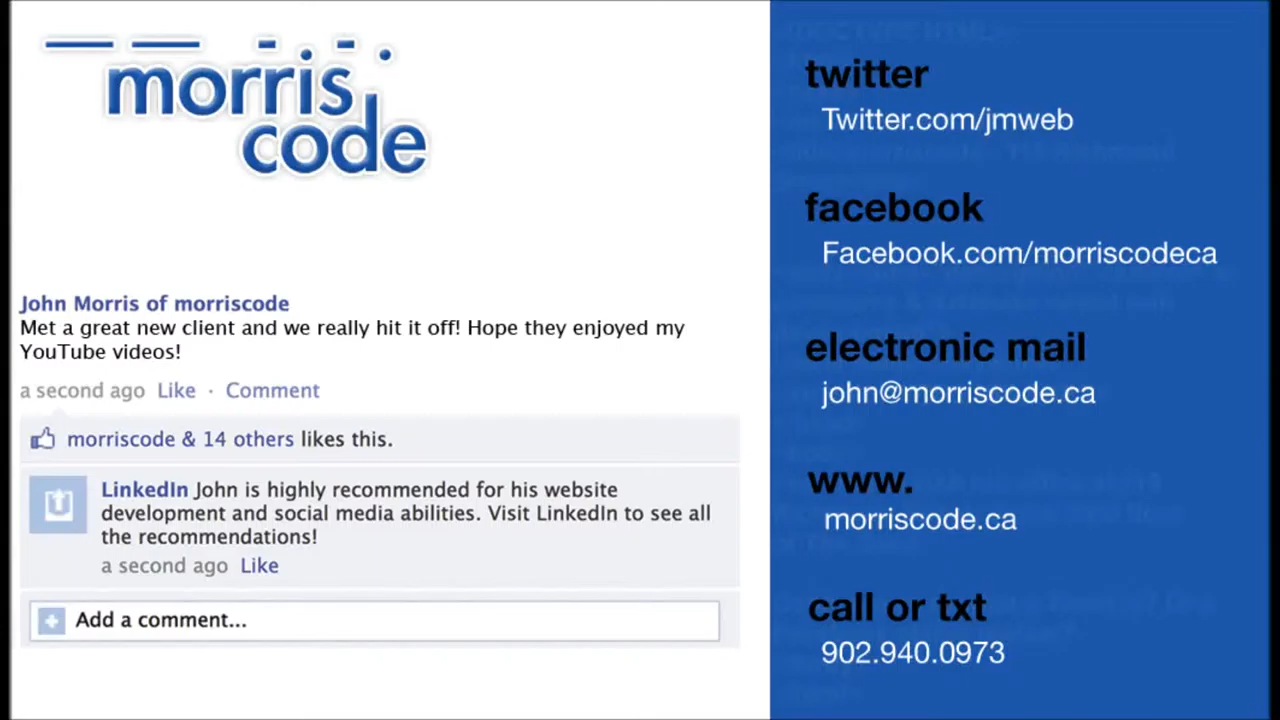 morris
code
John Morris of morriscode
Met a great new client and we really hit it off! Hope they enjoyed my
YouTube videos!
a second ago Like · Comment
morriscode & 14 others likes this.
LinkedIn John is highly recommended for his website
development and social media abilities. Visit LinkedIn to see all
the recommendations!
a second ago Like
Add a comment...
twitter
Twitter.com/jmweb
facebook
Facebook.com/morriscodeca
electronic mail
john@morriscode.ca
www.
morriscode.ca
call or txt
902.940.0973